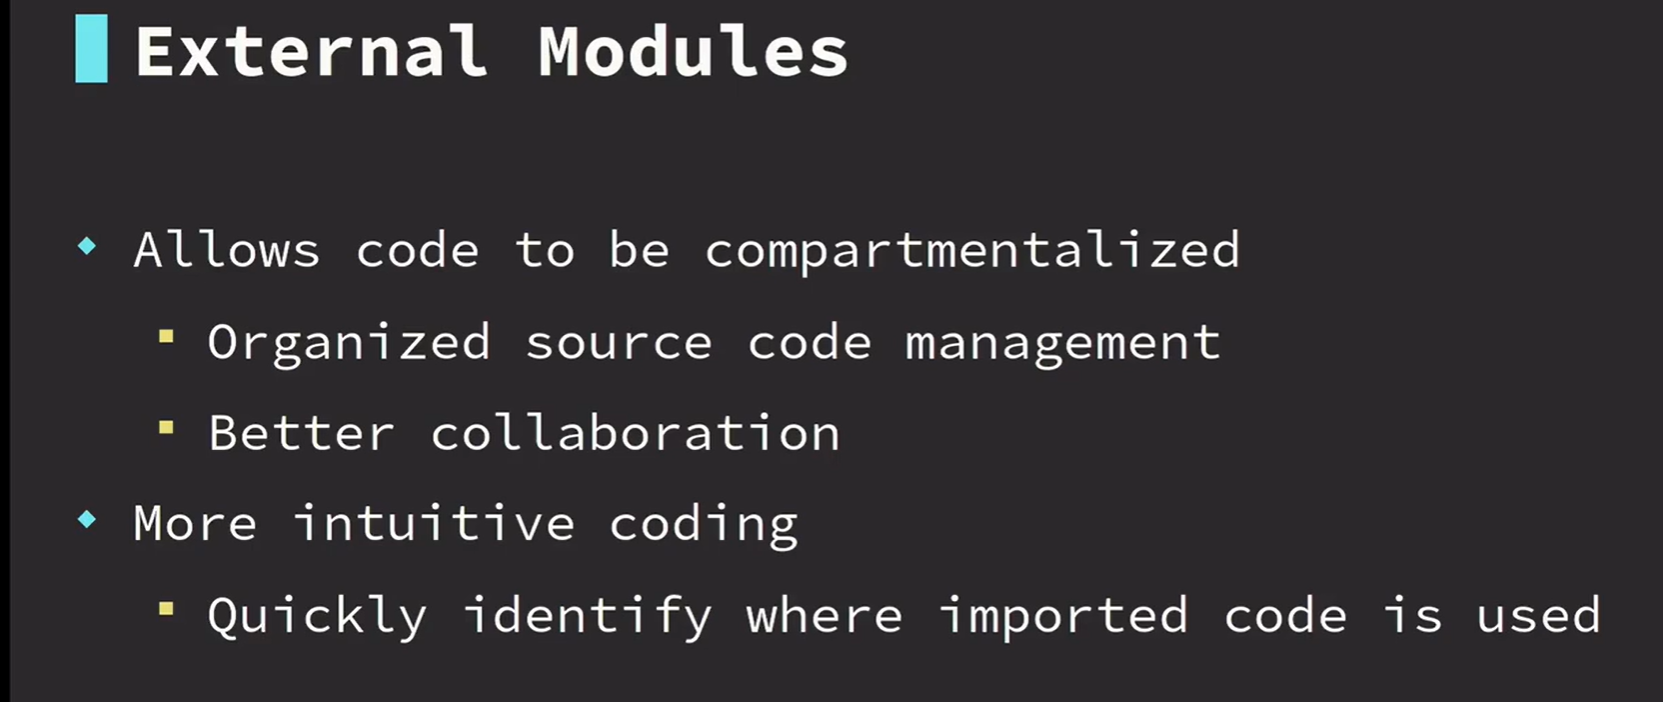 External Modules
Allows code to be compartmentalized
Organized source code management
Better collaboration
More intuitive coding
Quickly identify where imported code is used